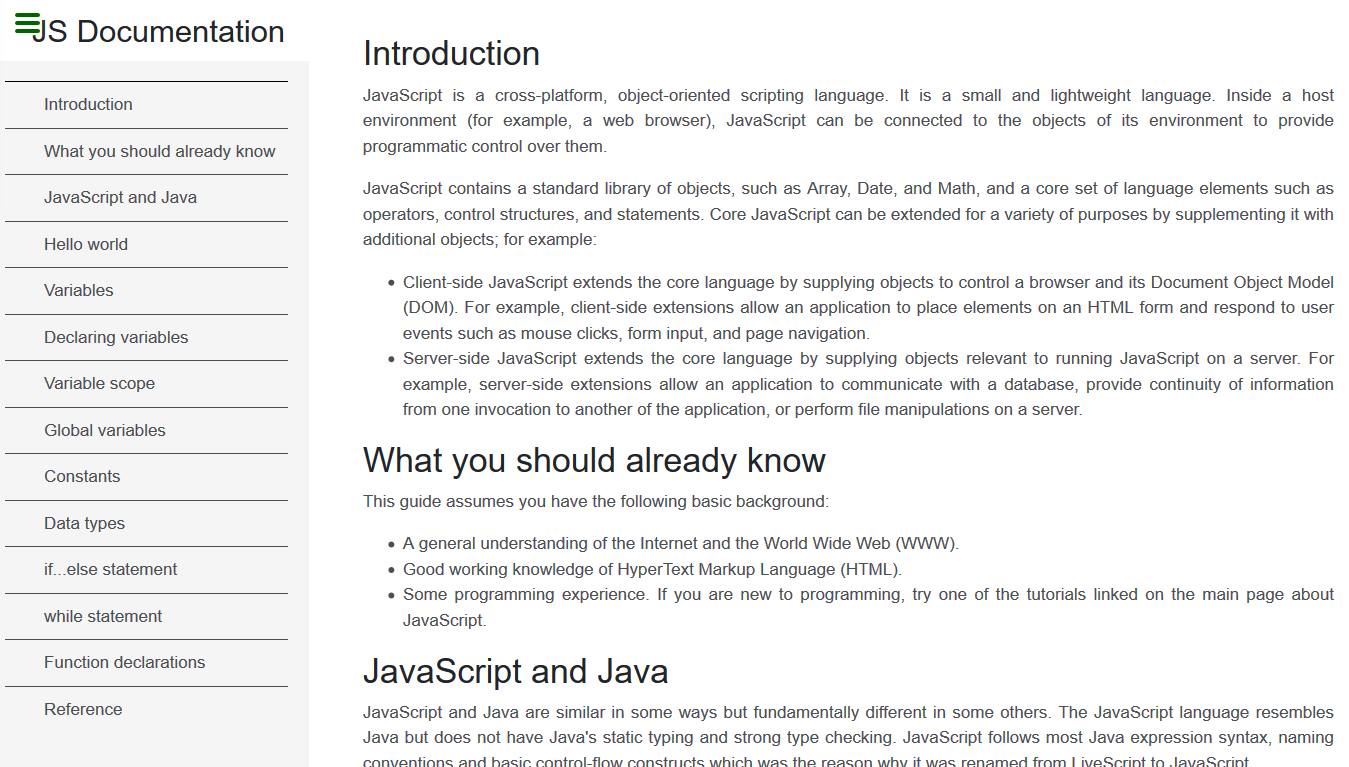 JS Documentation
Introduction
What you should already know
JavaScript and Java
Hello world
Variables
Declaring variables
Variable scope
Global variables
Constants
Data types
if...else statement
while statement
Function declarations
Reference
Introduction
JavaScript is a cross-platform, object-oriented scripting language. It is a small and lightweight language. Inside a host
environment (for example, a web browser), JavaScript can be connected to the objects of its environment to provide
programmatic control over them.
JavaScript contains a standard library of objects, such as Array, Date, and Math, and a core set of language elements such as
operators, control structures, and statements. Core JavaScript can be extended for a variety of purposes by supplementing it with
additional objects; for example:
• Client-side JavaScript extends the core language by supplying objects to control a browser and its Document Object Model
(DOM). For example, client-side extensions allow an application to place elements on an HTML form and respond to user
events such as mouse clicks, form input, and page navigation.
• Server-side JavaScript extends the core language by supplying objects relevant to running JavaScript on a server. For
example, server-side extensions allow an application to communicate with a database, provide continuity of information
from one invocation to another of the application, or perform file manipulations on a server.
What you should already know
This guide assumes you have the following basic background:
• A general understanding of the Internet and the World Wide Web (WWW).
• Good working knowledge of HyperText Markup Language (HTML).
• Some programming experience. If you are new to programming, try one of the tutorials linked on the main page about
JavaScript.
JavaScript and Java
JavaScript and Java are similar in some ways but fundamentally different in some others. The JavaScript language resembles
Java but does not have Java's static typing and strong type checking. JavaScript follows most Java expression syntax, naming
conventions and basic control-flow constructs which was the reason why it was renamed from LiveScript to JavaScript.